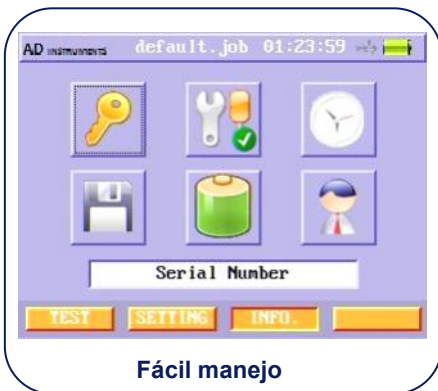 AD INSTRUMENTS default.job 01:23:59
Serial Number
TEST SETTING INFO.
Fácil manejo